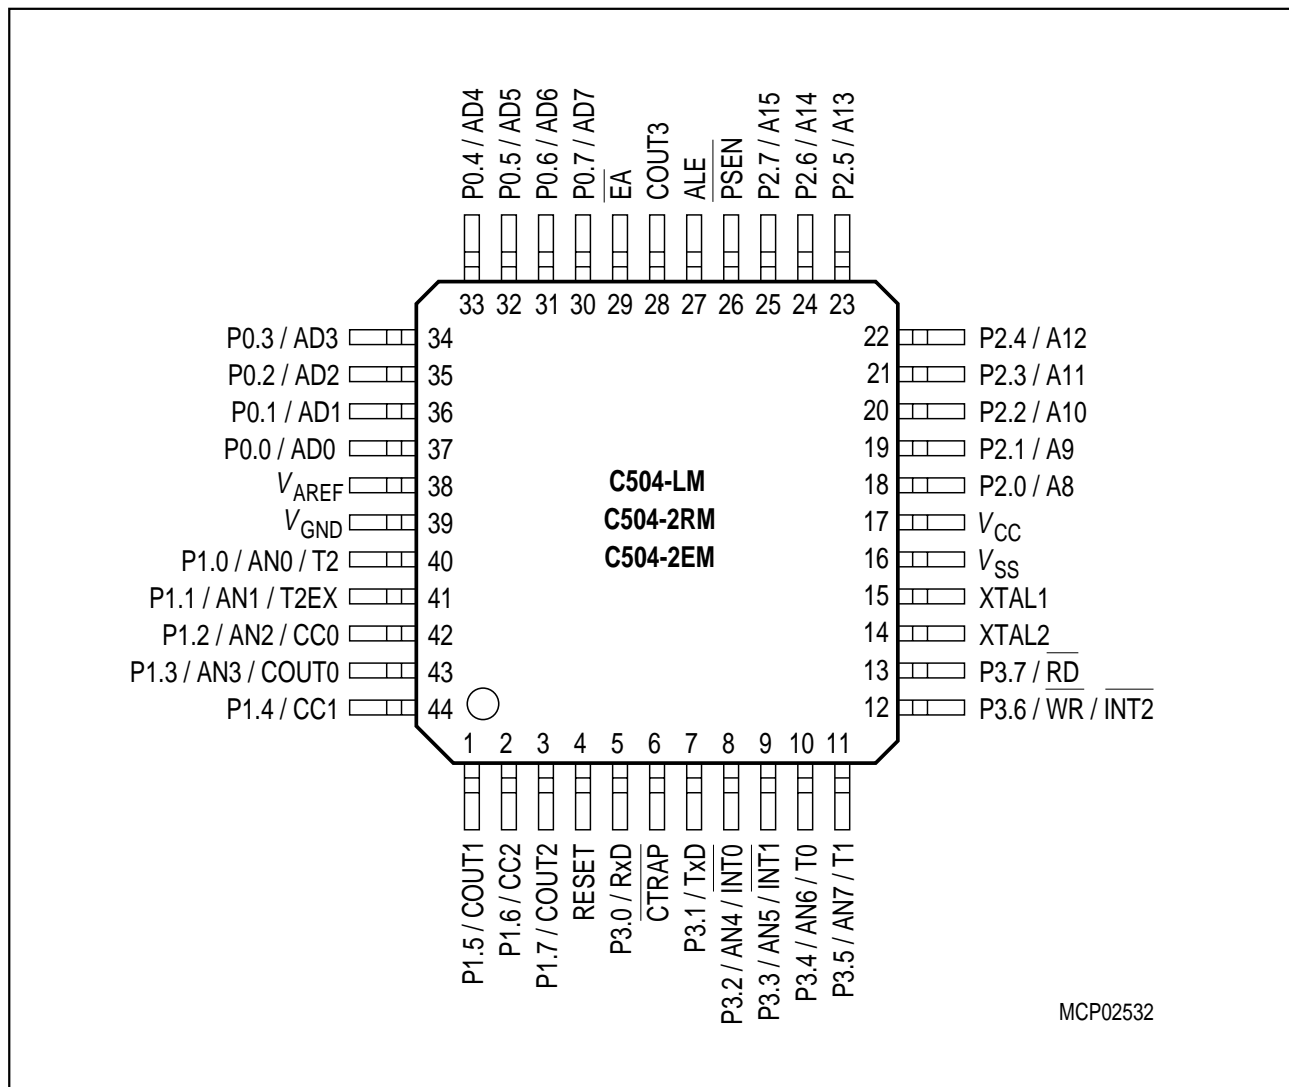 P0.4 / AD4
P0.5 / AD5
P0.6 / AD6
P0.7 / AD7
EA
COUT3
ALE
PSEN
P2.7 / A15
P2.6 / A14
P2.5 / A13
33 32 31 30 29 28 27 26 25 24 23
P0.3 / AD3 34
P0.2 / AD2 35
P0.1 / AD1 36
P0.0 / AD0 37
VAREF 38
VGND 39
P1.0 / AN0 / T2 40
P1.1 / AN1 / T2EX 41
P1.2 / AN2 / CC0 42
P1.3 / AN3 / COUT0 43
P1.4 / CC1 44
C504-LM
C504-2RM
C504-2EM
22 P2.4 / A12
21 P2.3 / A11
20 P2.2 / A10
19 P2.1 / A9
18 P2.0 / A8
17 VCC
16 VSS
15 XTAL1
14 XTAL2
13 P3.7 / RD
12 P3.6 / WR / INT2
1 2 3 4 5 6 7 8 9 10 11
P1.5 / COUT1
P1.6 / CC2
P1.7 / COUT2
RESET
P3.0 / RxD
CTRAP
P3.1 / TxD
P3.2 / AN4 / INT0
P3.3 / AN5 / INT1
P3.4 / AN6 / T0
P3.5 / AN7 / T1
MCP02532